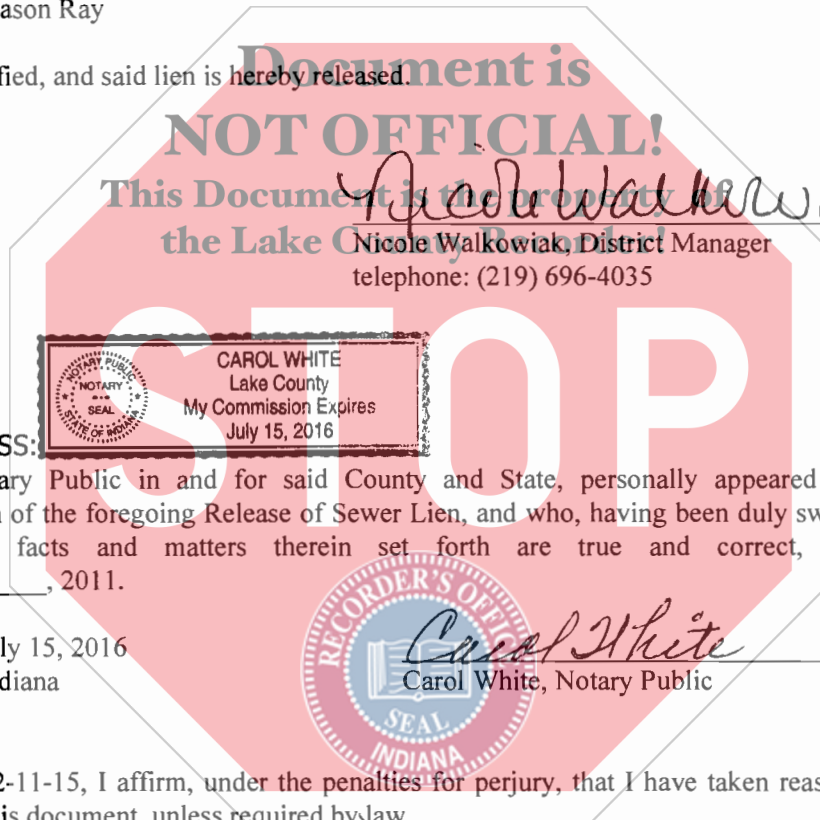 ason Ray
fied, and said lien is hereby released.
Document is
NOT OFFICIAL!
This Document is the property of
the Lake County Recorder!
Nicole Walkow
Nicole Walkowiak, District Manager
telephone: (219) 696-4035
STOP
NOTARY PUBLIC
NOTARY
SEAL
STATE OF INDIANA
CAROL WHITE
Lake County
My Commission Expires
July 15, 2016
SS:
ary Public in and for said County and State, personally appeared
n of the foregoing Release of Sewer Lien, and who, having been duly sw
facts and matters therein set forth are true and correct,
____, 2011.
RECORDER'S OFFICE
SEAL
INDIANA
ly 15, 2016
diana
Carol White
Carol White, Notary Public
2-11-15, I affirm, under the penalties for perjury, that I have taken reas
is document, unless required by law